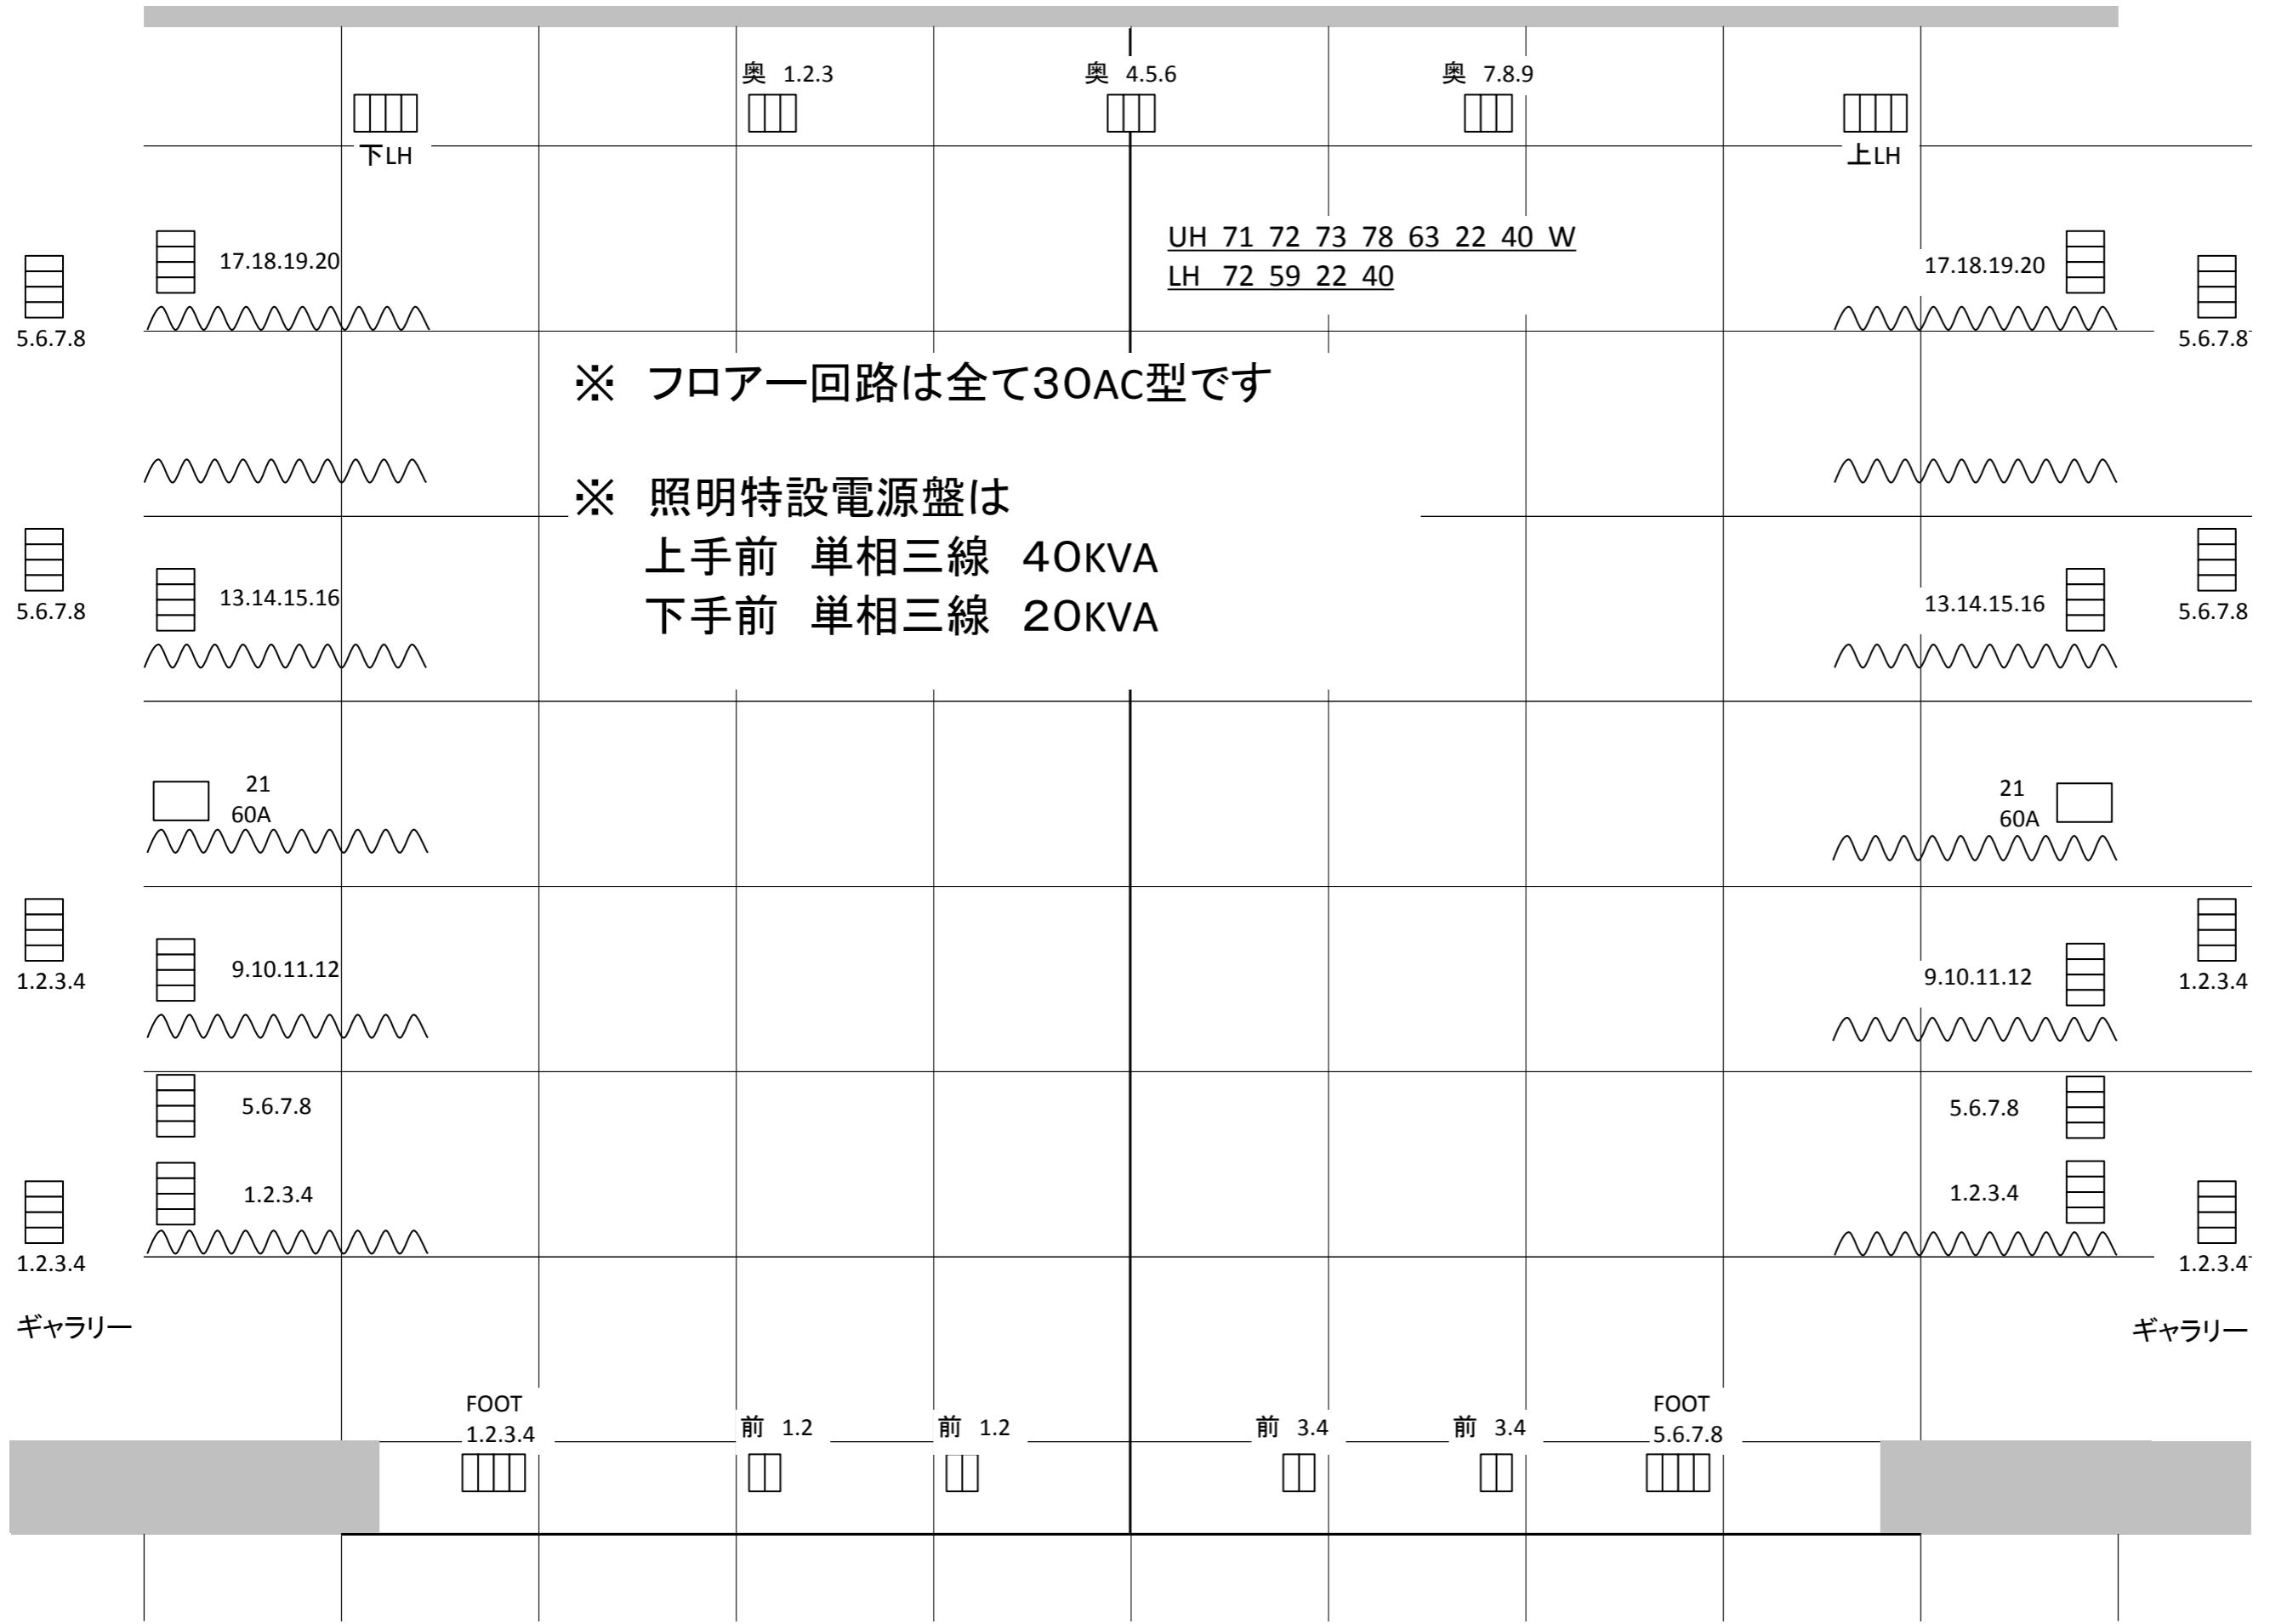 奥 1.2.3
奥 4.5.6
奥 7.8.9
下LH
上LH
UH 71 72 73 78 63 22 40 W
LH 72 59 22 40
17.18.19.20
17.18.19.20
5.6.7.8
5.6.7.8
※ フロアー回路は全て30AC型です
※ 照明特設電源盤は
上手前 単相三線 40KVA
下手前 単相三線 20KVA
5.6.7.8
13.14.15.16
13.14.15.16
5.6.7.8
21
60A
21
60A
1.2.3.4
9.10.11.12
9.10.11.12
1.2.3.4
5.6.7.8
5.6.7.8
1.2.3.4
1.2.3.4
1.2.3.4
1.2.3.4
ギャラリー
ギャラリー
FOOT
1.2.3.4
前 1.2
前 1.2
前 3.4
前 3.4
FOOT
5.6.7.8